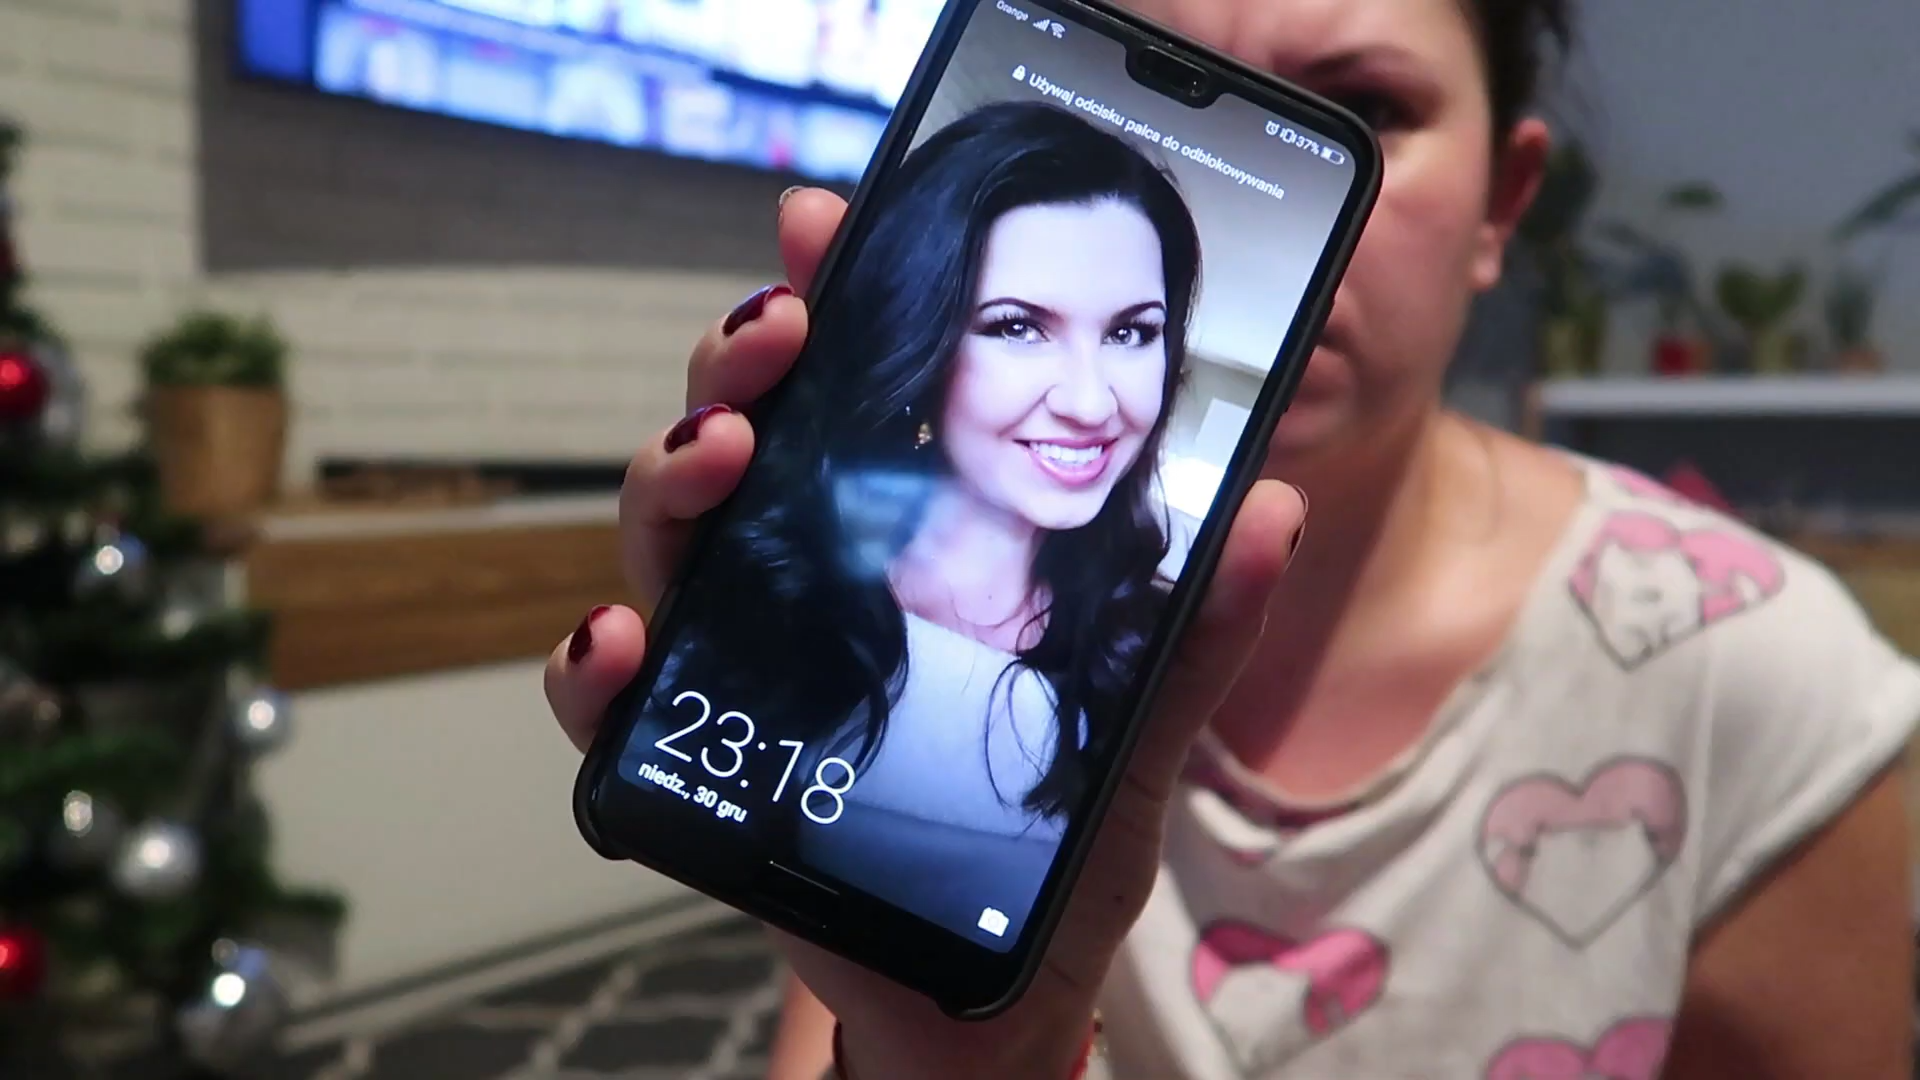 Orange
37%
Używaj odcisku palca do odblokowywania
23:18
niedz., 30 gru